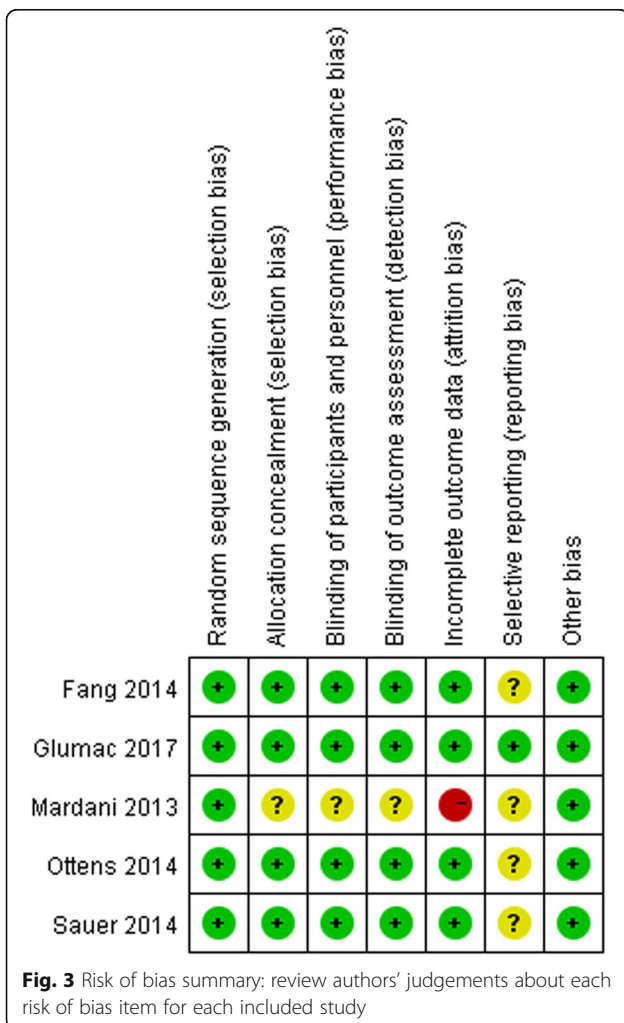 Random sequence generation (selection bias)
Allocation concealment (selection bias)
Blinding of participants and personnel (performance bias)
Blinding of outcome assessment (detection bias)
Incomplete outcome data (attrition bias)
Selective reporting (reporting bias)
Other bias
Fang 2014 + + + + + ? +
Glumac 2017 + + + + + + +
Mardani 2013 + ? ? ? - ? +
Ottens 2014 + + + + + ? +
Sauer 2014 + + + + + ? +
Fig. 3 Risk of bias summary: review authors’ judgements about each
risk of bias item for each included study